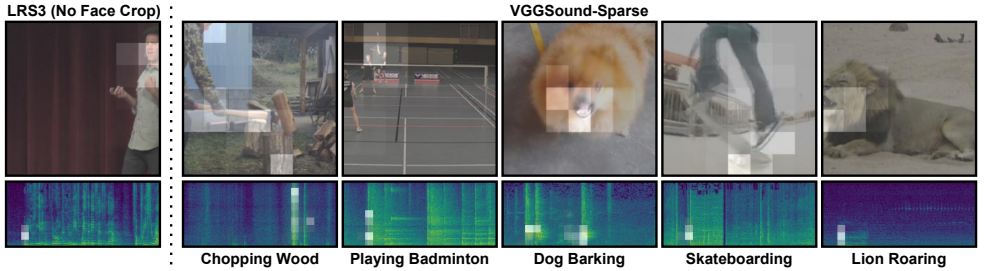 LRS3 (No Face Crop)
VGGSound-Sparse
Chopping Wood
Playing Badminton
Dog Barking
Skateboarding
Lion Roaring